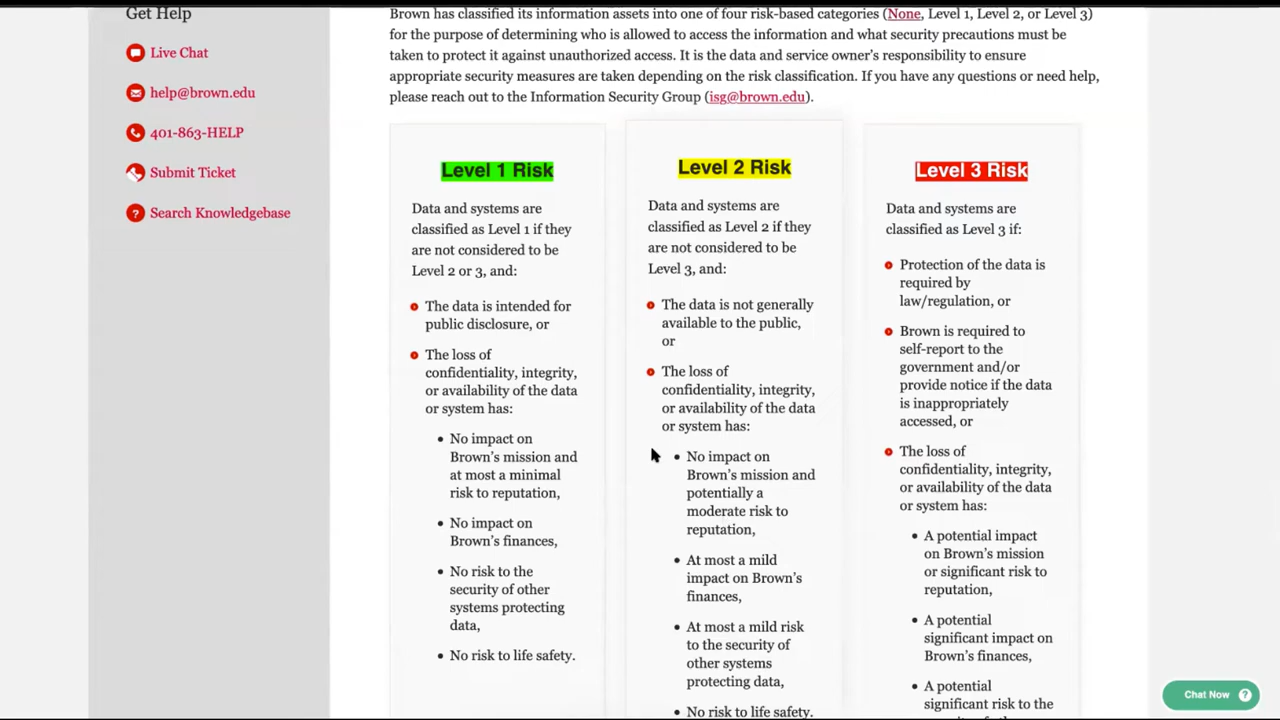 Get Help
Live Chat
help@brown.edu
401-863-HELP
Submit Ticket
? Search Knowledgebase
Brown has classified its information assets into one of four risk-based categories (None, Level 1, Level 2, or Level 3)
for the purpose of determining who is allowed to access the information and what security precautions must be
taken to protect it against unauthorized access. It is the data and service owner's responsibility to ensure
appropriate security measures are taken depending on the risk classification. If you have any questions or need help,
please reach out to the Information Security Group (isg@brown.edu).
Level 1 Risk
Data and systems are
classified as Level 1 if they
are not considered to be
Level 2 or 3, and:
The data is intended for
public disclosure, or
The loss of
confidentiality, integrity,
or availability of the data
or system has:
• No impact on
Brown's mission and
at most a minimal
risk to reputation,
• No impact on
Brown's finances,
• No risk to the
security of other
systems protecting
data,
• No risk to life safety.
Level 2 Risk
Data and systems are
classified as Level 2 if they
are not considered to be
Level 3, and:
The data is not generally
available to the public,
or
The loss of
confidentiality, integrity,
or availability of the data
or system has:
• No impact on
Brown's mission and
potentially a
moderate risk to
reputation,
• At most a mild
impact on Brown's
finances,
• At most a mild risk
to the security of
other systems
protecting data,
• No risk to life safety.
Level 3 Risk
Data and systems are
classified as Level 3 if:
Protection of the data is
required by
law/regulation, or
Brown is required to
self-report to the
government and/or
provide notice if the data
is inappropriately
accessed, or
The loss of
confidentiality, integrity,
or availability of the data
or system has:
• A potential impact
on Brown's mission
or significant risk to
reputation,
• A potential
significant impact on
Brown's finances,
• A potential
significant risk to the
Chat Now ?